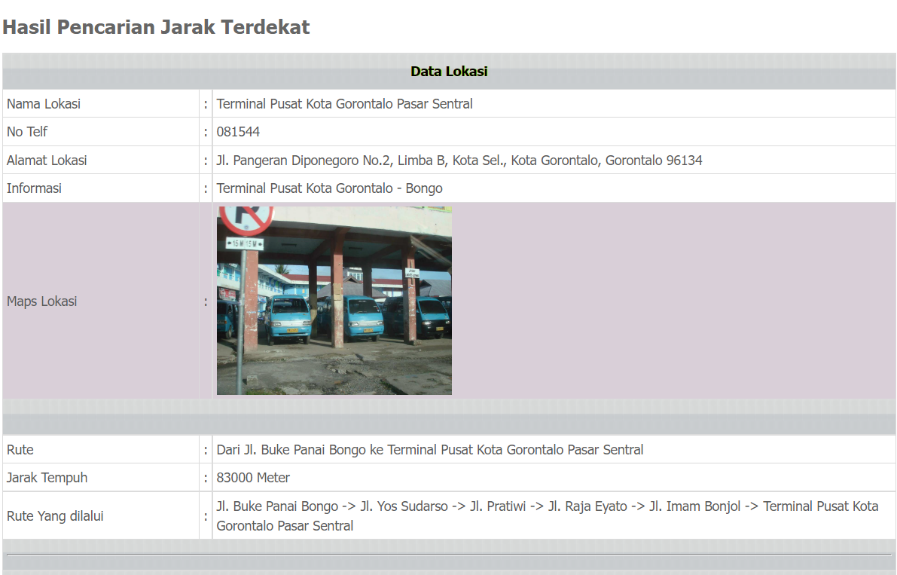 Hasil Pencarian Jarak Terdekat
Data Lokasi
Nama Lokasi : Terminal Pusat Kota Gorontalo Pasar Sentral
No Telf : 081544
Alamat Lokasi : Jl. Pangeran Diponegoro No.2, Limba B, Kota Sel., Kota Gorontalo, Gorontalo 96134
Informasi : Terminal Pusat Kota Gorontalo - Bongo
Maps Lokasi :
Rute : Dari Jl. Buke Panai Bongo ke Terminal Pusat Kota Gorontalo Pasar Sentral
Jarak Tempuh : 83000 Meter
Rute Yang dilalui : Jl. Buke Panai Bongo -> Jl. Yos Sudarso -> Jl. Pratiwi -> Jl. Raja Eyato -> Jl. Imam Bonjol -> Terminal Pusat Kota
Gorontalo Pasar Sentral